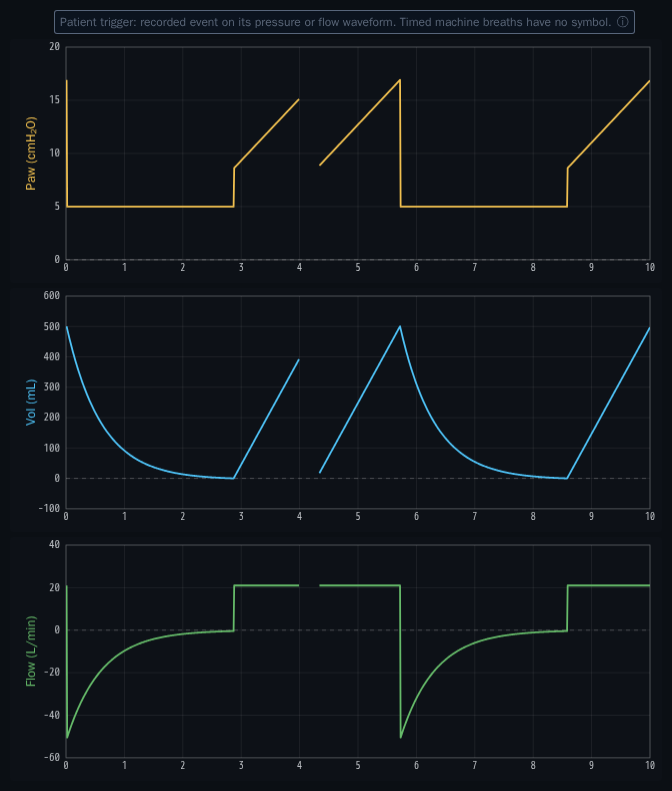 Patient trigger: recorded event on its pressure or flow waveform. Timed machine breaths have no symbol. ⓘ
20
15
10
5
0
Paw (cmH₂O)
0 1 2 3 4 5 6 7 8 9 10
600
500
400
300
200
100
0
-100
Vol (mL)
0 1 2 3 4 5 6 7 8 9 10
40
20
0
-20
-40
-60
Flow (L/min)
0 1 2 3 4 5 6 7 8 9 10